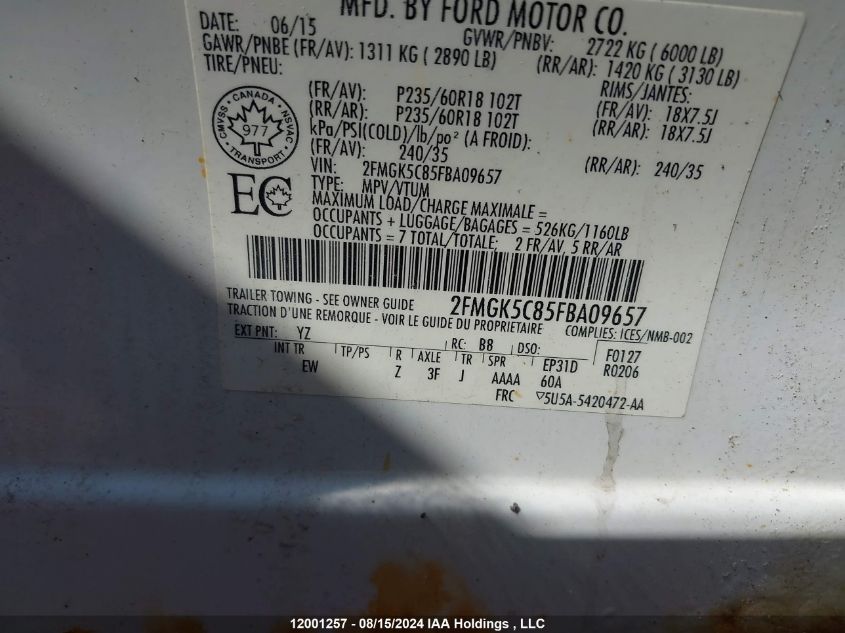 MFD. BY FORD MOTOR CO.
DATE: 06/15 GVWR/PNBV: 2722 KG ( 6000 LB)
GAWR/PNBE (FR/AV): 1311 KG ( 2890 LB) (RR/AR): 1420 KG ( 3130 LB)
TIRE/PNEU: RIMS/JANTES:
(FR/AV): P235/60R18 102T (FR/AV): 18X7.5J
(RR/AR): P235/60R18 102T (RR/AR): 18X7.5J
kPa/PSI(COLD)/lb/po² (A FROID):
(FR/AV): 240/35 (RR/AR): 240/35
VIN: 2FMGK5C85FBA09657
TYPE: MPV/VTUM
MAXIMUM LOAD/CHARGE MAXIMALE =
OCCUPANTS + LUGGAGE/BAGAGES = 526KG/1160LB
OCCUPANTS = 7 TOTAL/TOTALE: 2 FR/AV, 5 RR/AR
CANADA
CMVSS NSVAC
977
TRANSPORT
EC
TRAILER TOWING - SEE OWNER GUIDE 2FMGK5C85FBA09657
TRACTION D'UNE REMORQUE - VOIR LE GUIDE DU PROPRIETAIRE COMPLIES: ICES/NMB-002
EXT PNT: YZ RC: B8 DSO: F0127
INT TR TP/PS R AXLE TR SPR EP31D R0206
EW Z 3F J AAAA 60A
FRC ▽5U5A-5420472-AA
12001257 - 08/15/2024 IAA Holdings , LLC